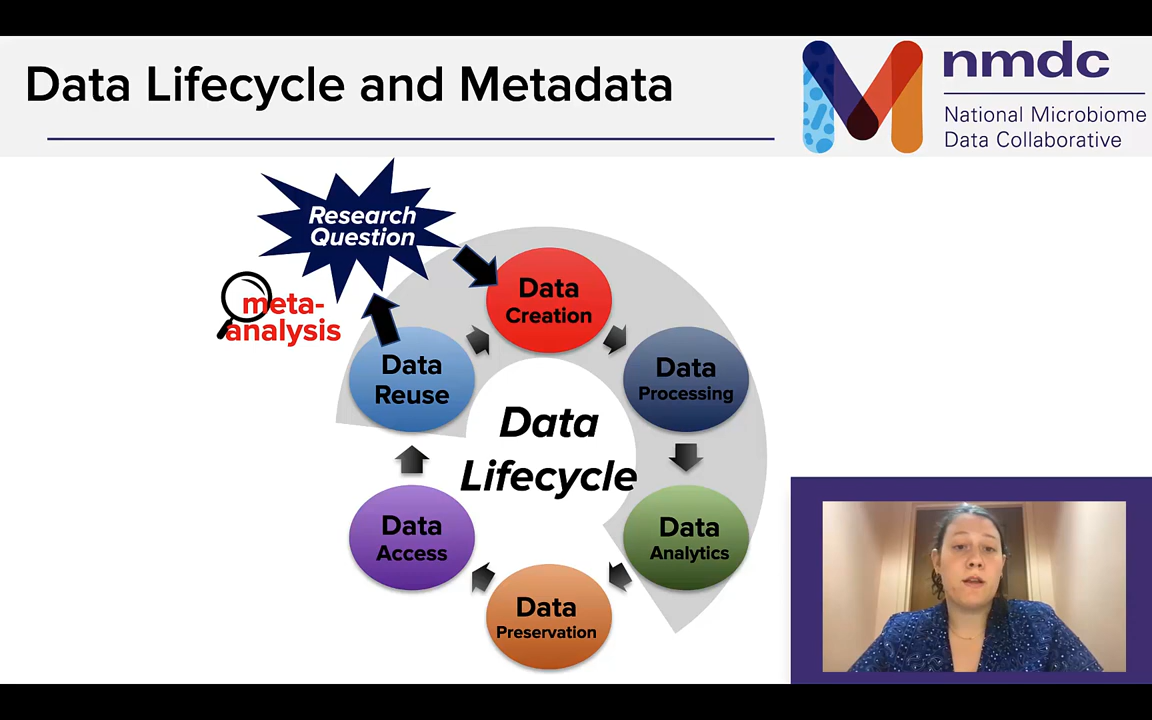 Data Lifecycle and Metadata
nmdc
National Microbiome
Data Collaborative
Research
Question
meta-
analysis
Data
Creation
Data
Processing
Data
Analytics
Data
Preservation
Data
Access
Data
Reuse
Data
Lifecycle